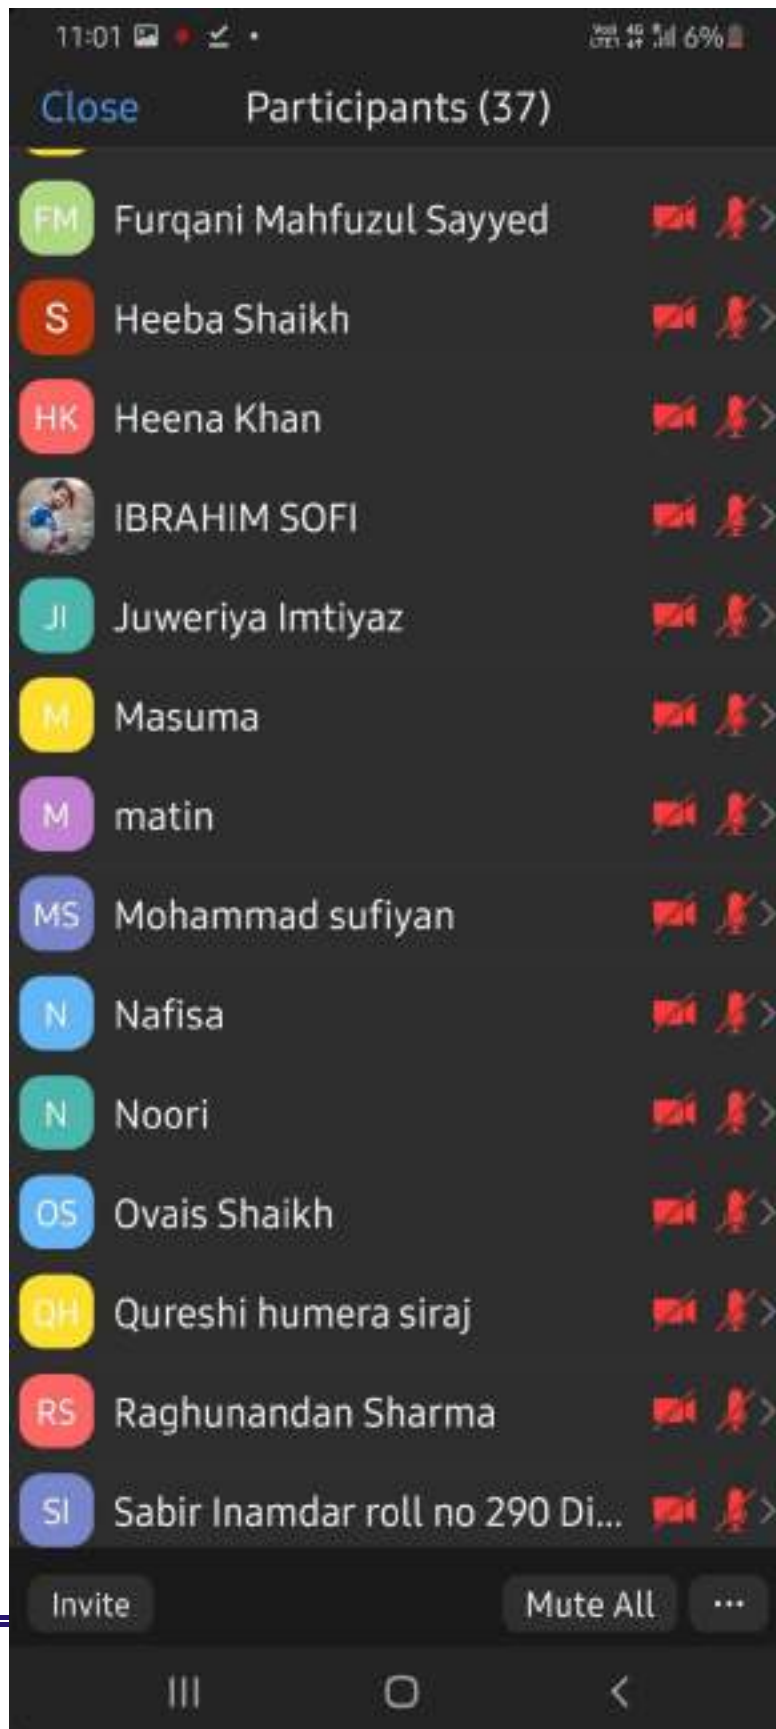 11:01 6%
Close Participants (37)
FM Furqani Mahfuzul Sayyed
S Heeba Shaikh
HK Heena Khan
IBRAHIM SOFI
JI Juweriya Imtiyaz
M Masuma
M matin
MS Mohammad sufiyan
N Nafisa
N Noori
OS Ovais Shaikh
QH Qureshi humera siraj
RS Raghunandan Sharma
SI Sabir Inamdar roll no 290 Di...
Invite Mute All ...